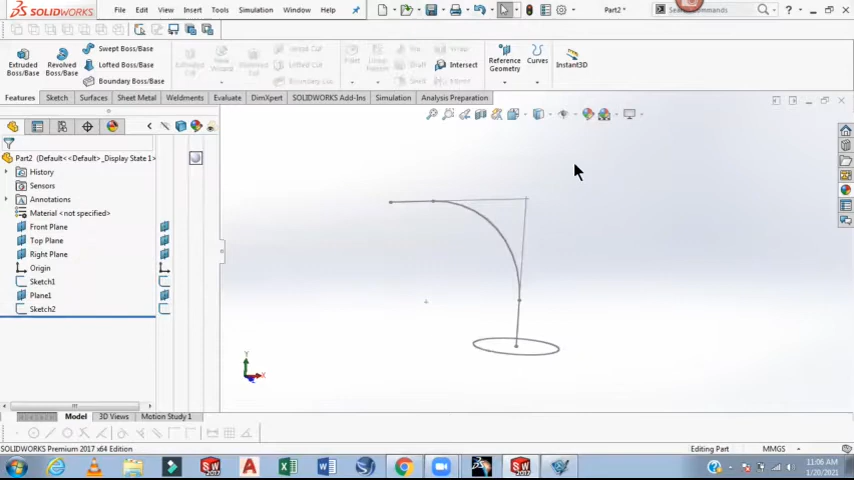 SOLIDWORKS File Edit View Insert Tools Simulation Window Help Part2 * Search Commands
Extruded Boss/Base
Revolved Boss/Base
Swept Boss/Base
Lofted Boss/Base
Boundary Boss/Base
Intersect
Reference Geometry
Curves
Instant3D
Features Sketch Surfaces Sheet Metal Weldments Evaluate DimXpert SOLIDWORKS Add-Ins Simulation Analysis Preparation
Part2 (Default<<Default>_Display State 1>
History
Sensors
Annotations
Material <not specified>
Front Plane
Top Plane
Right Plane
Origin
Sketch1
Plane1
Sketch2
Y
X
Model 3D Views Motion Study 1
SOLIDWORKS Premium 2017 x64 Edition Editing Part MMGS
11:06 AM
1/20/2021